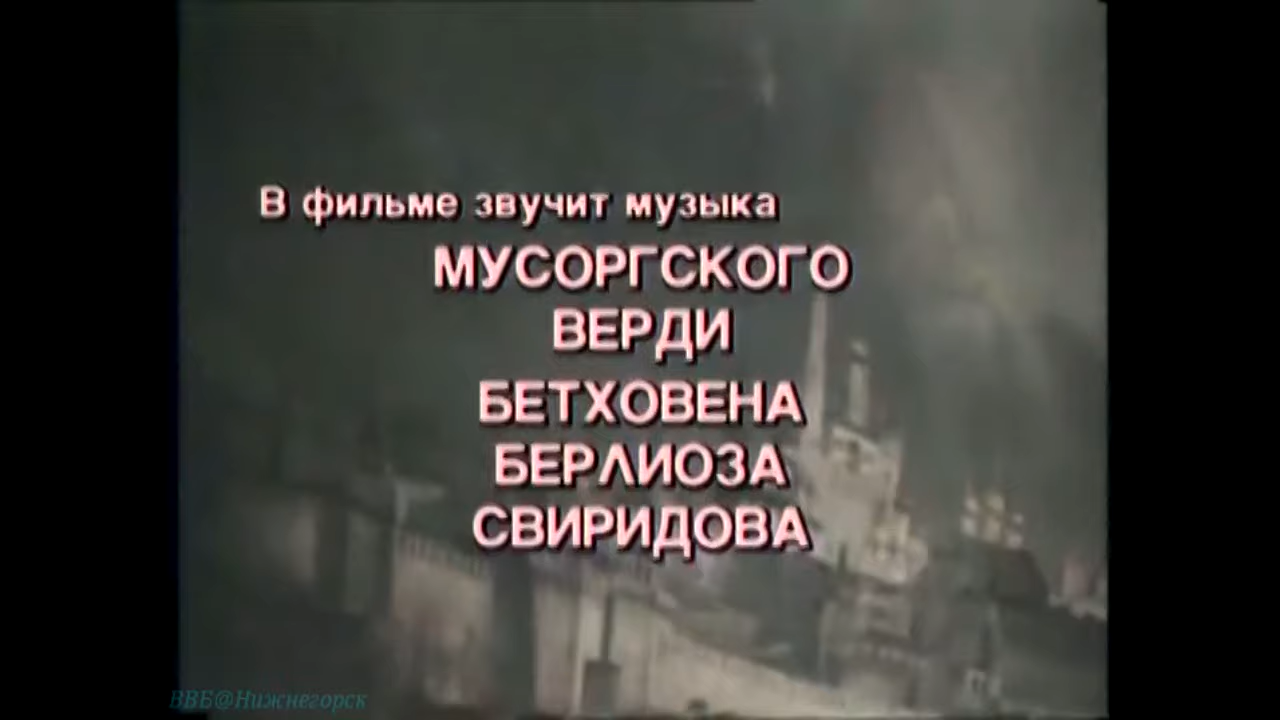 В фильме звучит музыка
МУСОРГСКОГО
ВЕРДИ
БЕТХОВЕНА
БЕРЛИОЗА
СВИРИДОВА
ВВБ@Нижнегорск